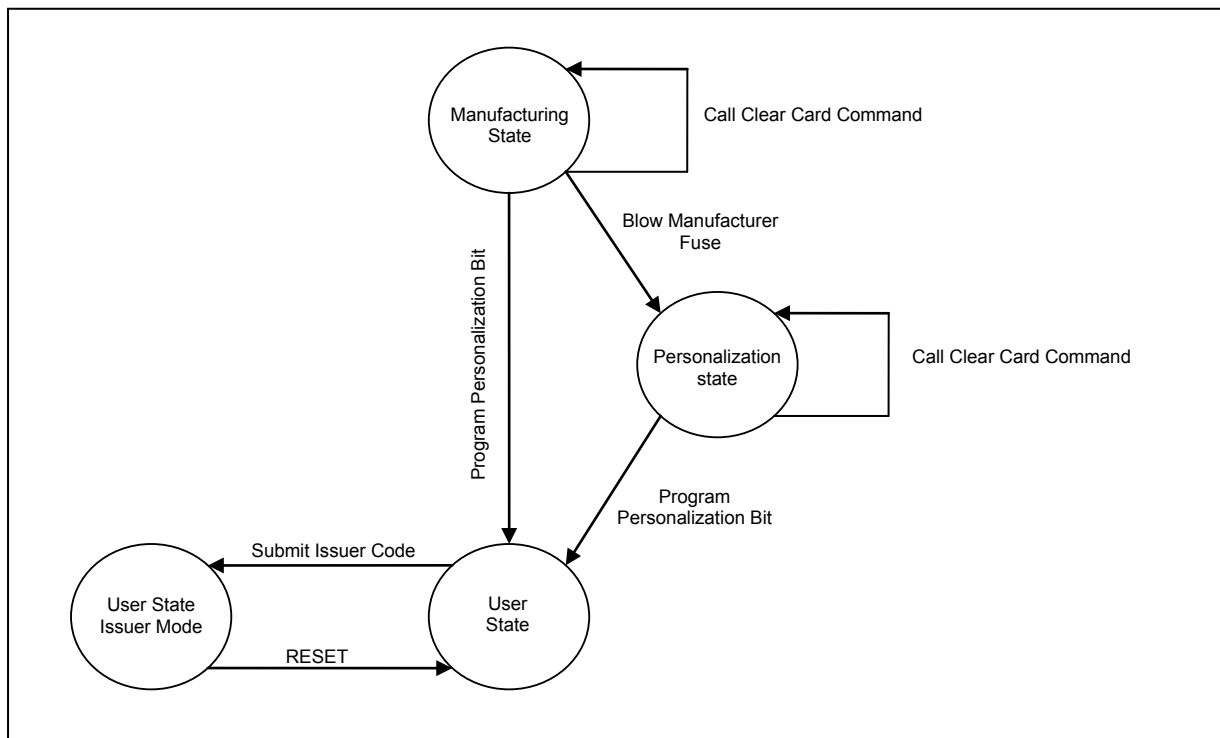 Manufacturing
State
Call Clear Card Command
Blow Manufacturer
Fuse
Program Personalization Bit
Personalization
state
Call Clear Card Command
Program
Personalization Bit
Submit Issuer Code
User State
Issuer Mode
User
State
RESET